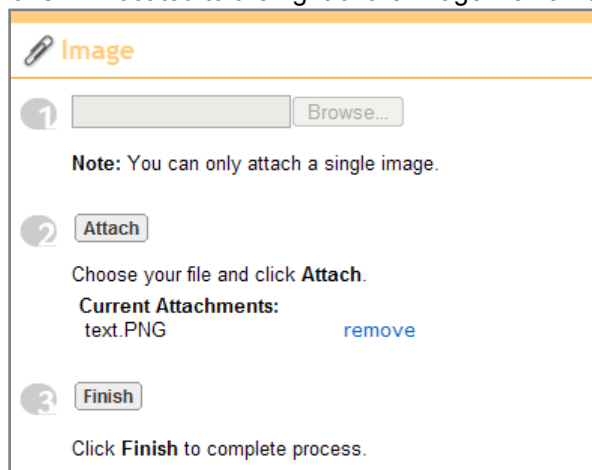 Image
1
Browse...
Note: You can only attach a single image.
2
Attach
Choose your file and click Attach.
Current Attachments:
text.PNG remove
3
Finish
Click Finish to complete process.